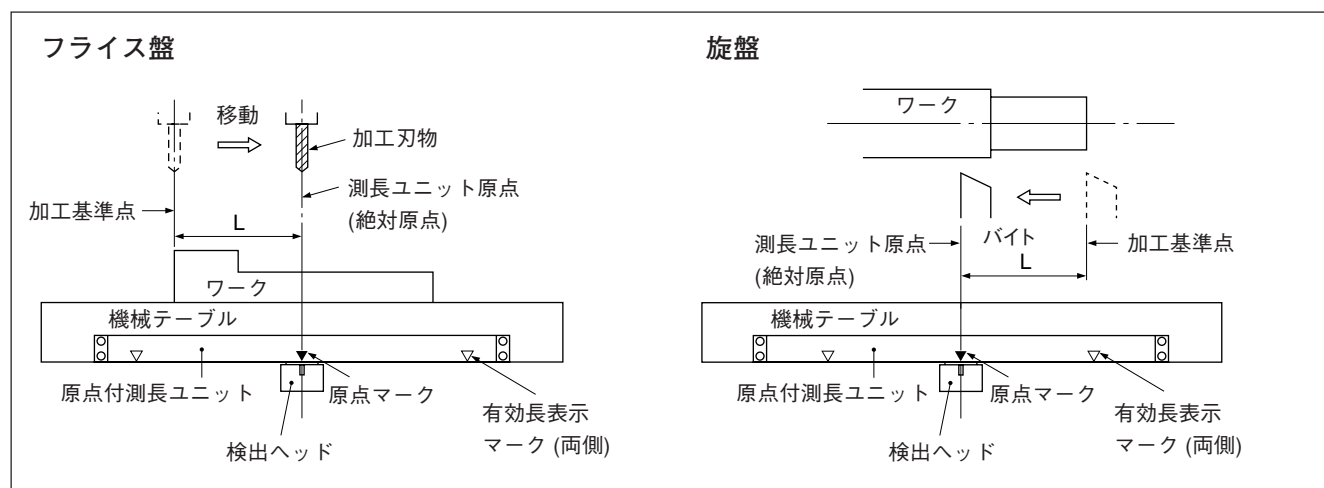 フライス盤
移動
加工刃物
測長ユニット原点
(絶対原点)
加工基準点
L
ワーク
機械テーブル
原点付測長ユニット
原点マーク
有効長表示
マーク (両側)
検出ヘッド
旋盤
ワーク
測長ユニット原点
(絶対原点)
バイト
加工基準点
L
機械テーブル
原点付測長ユニット
原点マーク
有効長表示
マーク (両側)
検出ヘッド